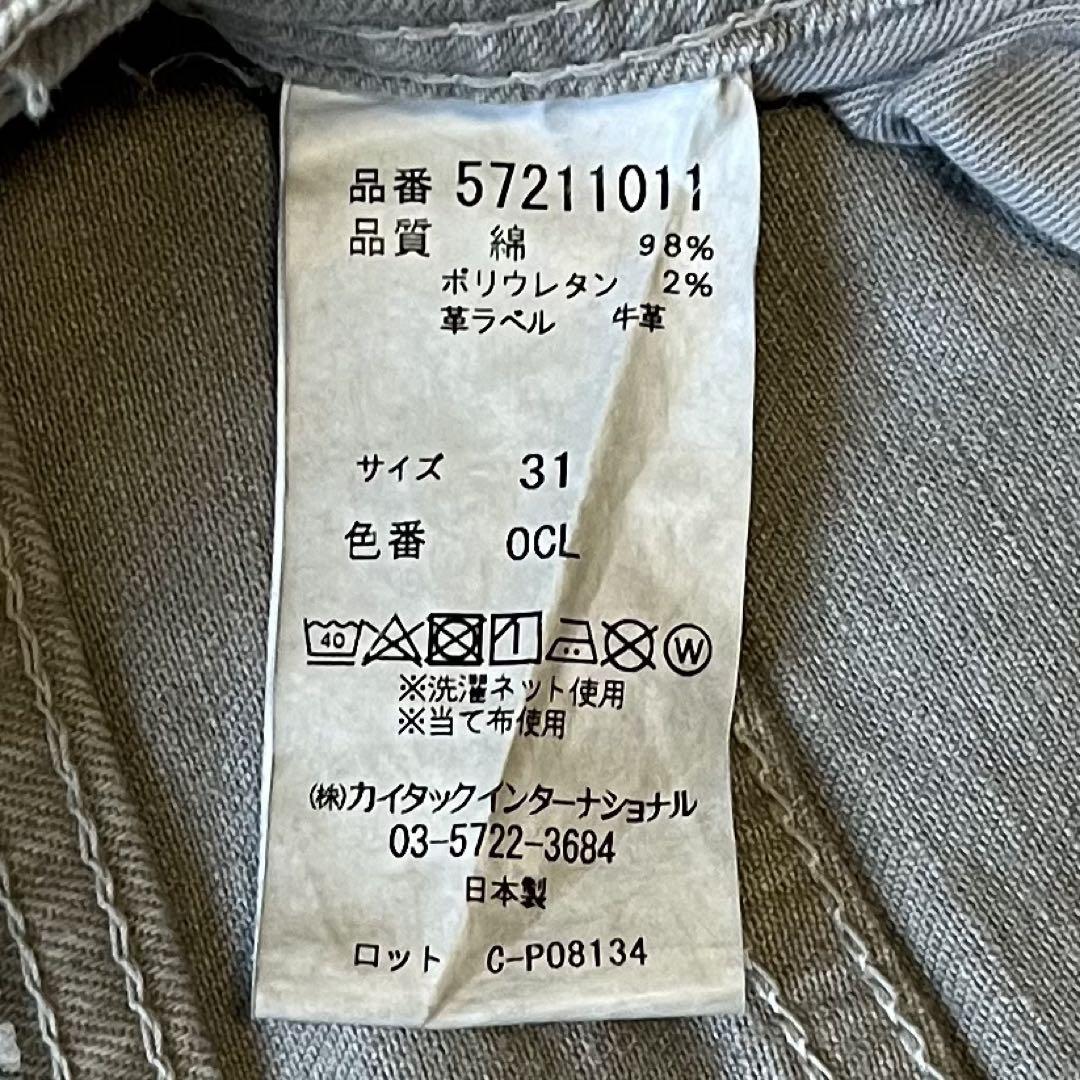 品番 57211011
品質 綿 98%
ポリウレタン 2%
革ラベル 牛革
サイズ 31
色番 0CL
40 W
※洗濯ネット使用
※当て布使用
㈱カイタックインターナショナル
03-5722-3684
日本製
ロット C-P08134